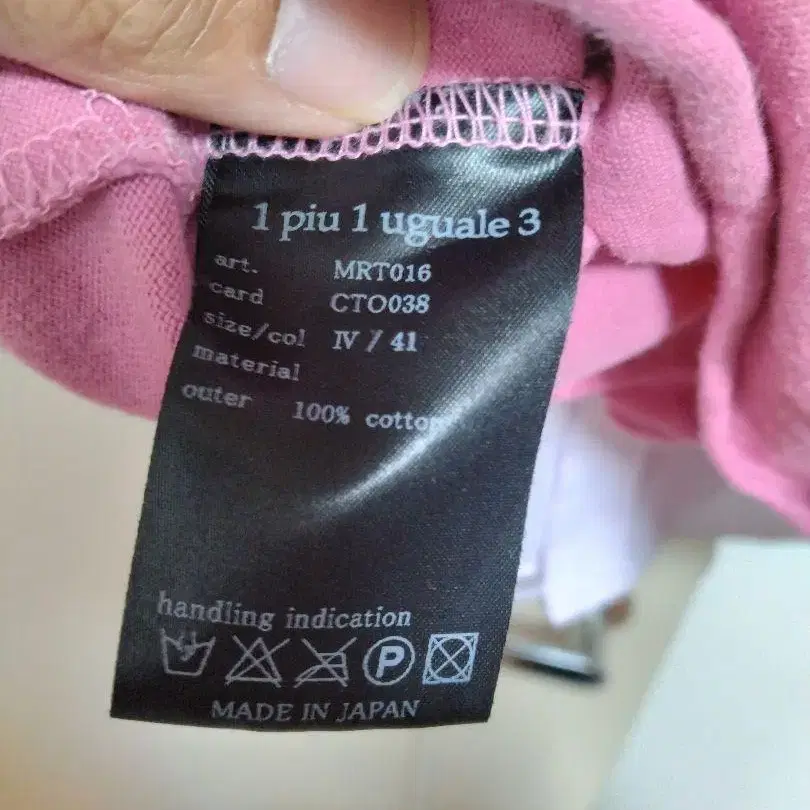 1 piu 1 uguale 3
art. MRT016
card CTO038
size/col IV / 41
material
outer 100% cotton
handling indication
P
MADE IN JAPAN